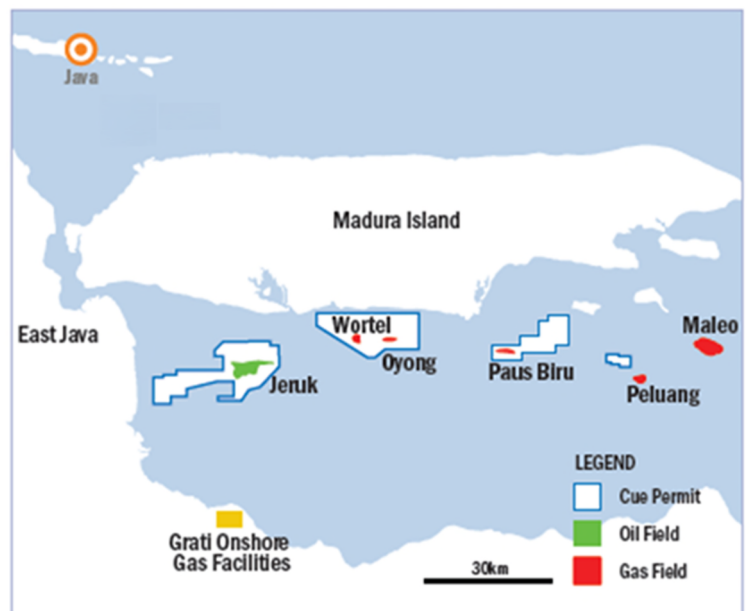 Java
Madura Island
East Java
Wortel
Oyong
Maleo
Paus Biru
Jeruk
Peluang
LEGEND
Cue Permit
Oil Field
Gas Field
Grati Onshore
Gas Facilities
30km